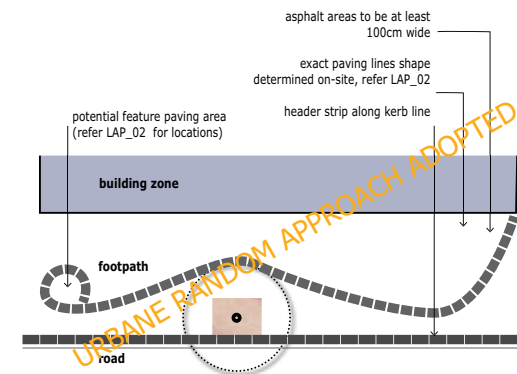 asphalt areas to be at least
100cm wide
exact paving lines shape
determined on-site, refer LAP_02
header strip along kerb line
potential feature paving area
(refer LAP_02 for locations)
building zone
footpath
road
URBANE RANDOM APPROACH ADOPTED